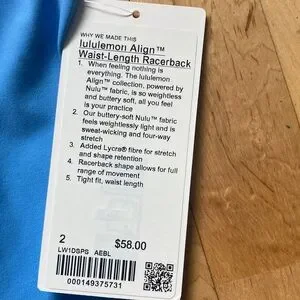 WHY WE MADE THIS
lululemon Align™
Waist-Length Racerback
1. When feeling nothing is
everything. The lululemon
Align™ collection, powered by
Nulu™ fabric, is so weightless
and buttery soft, all you feel
is your practice
2. Our buttery-soft Nulu™ fabric
feels weightlessly light and is
sweat-wicking and four-way
stretch
3. Added Lycra® fibre for stretch
and shape retention
4. Racerback shape allows for full
range of movement
5. Tight fit, waist length
2 $58.00
LW1DSPS AEBL
000149375731